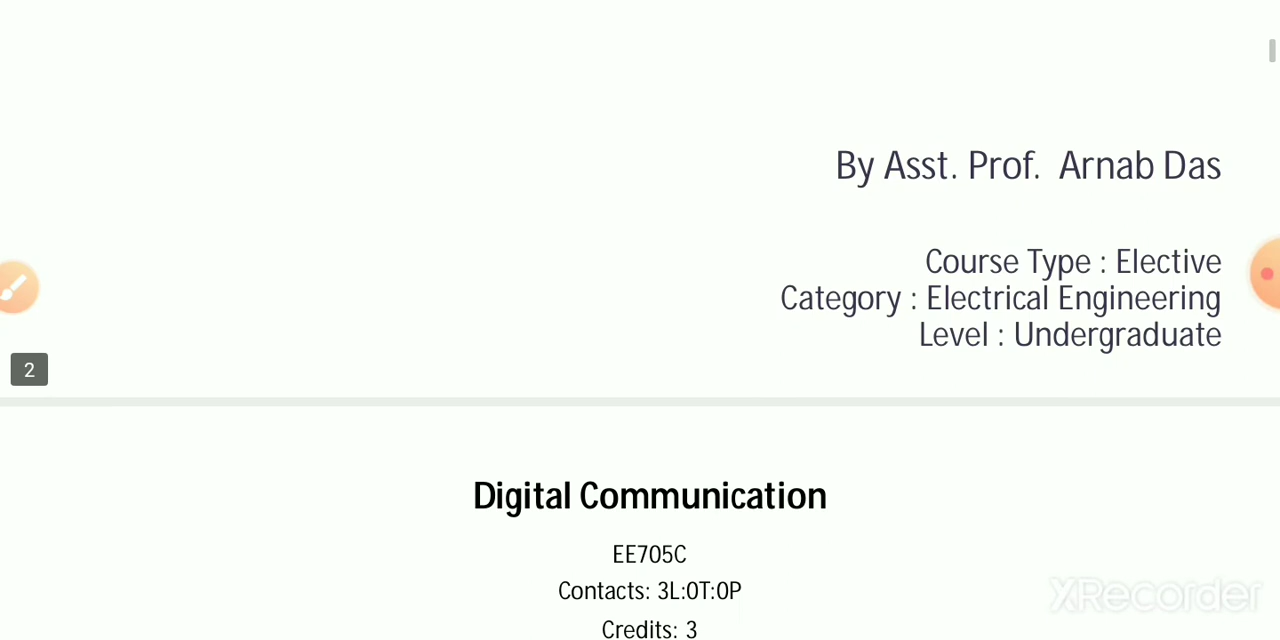 By Asst. Prof. Arnab Das
Course Type : Elective
Category : Electrical Engineering
Level : Undergraduate
2
Digital Communication
EE705C
Contacts: 3L:0T:0P
Credits: 3
XRecorder